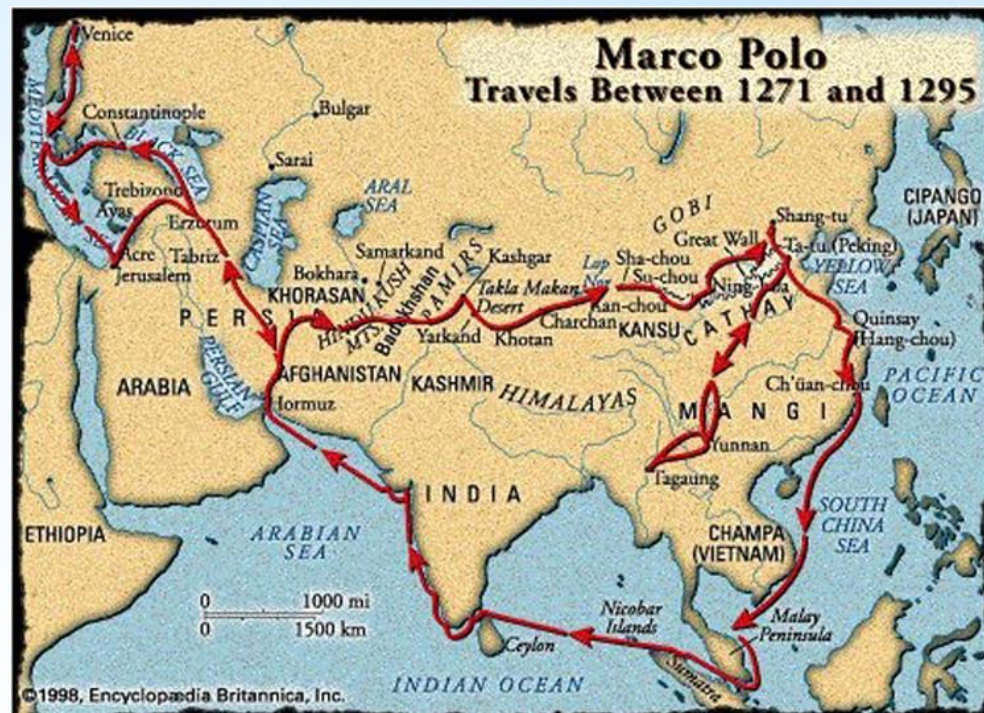 Marco Polo
Travels Between 1271 and 1295
Venice
MEDITER
Constantinople
BLACK SEA
Bulgar
Sarai
Trebizond
Ayas
Erzurum
Acre
Tabriz
Jerusalem
CASPIAN
SEA
ARAL
SEA
Samarkand
Bokhara
KHORASAN
PERSIA
HINDU KUSH
MTS.
Badakhshan
PAMIRS
Kashgar
Takla Makan
Desert
Yarkand
Khotan
Charchan
Lop
Nor
Sha-chou
Su-chou
Kan-chou
KANSU
GOBI
Great Wall
Ning-hsia
CATHAY
Shang-tu
Ta-tu (Peking)
YELLOW
SEA
CIPANGO
(JAPAN)
Quinsay
(Hang-chou)
Ch'üan-chou
PACIFIC
OCEAN
ARABIA
PERSIAN
GULF
AFGHANISTAN
KASHMIR
HIMALAYAS
Hormuz
MANGI
Yunnan
Tagaung
INDIA
ETHIOPIA
ARABIAN
SEA
CHAMPA
(VIETNAM)
SOUTH
CHINA
SEA
0 1000 mi
0 1500 km
Nicobar
Islands
Malay
Peninsula
Ceylon
Sumatra
INDIAN OCEAN
©1998, Encyclopædia Britannica, Inc.